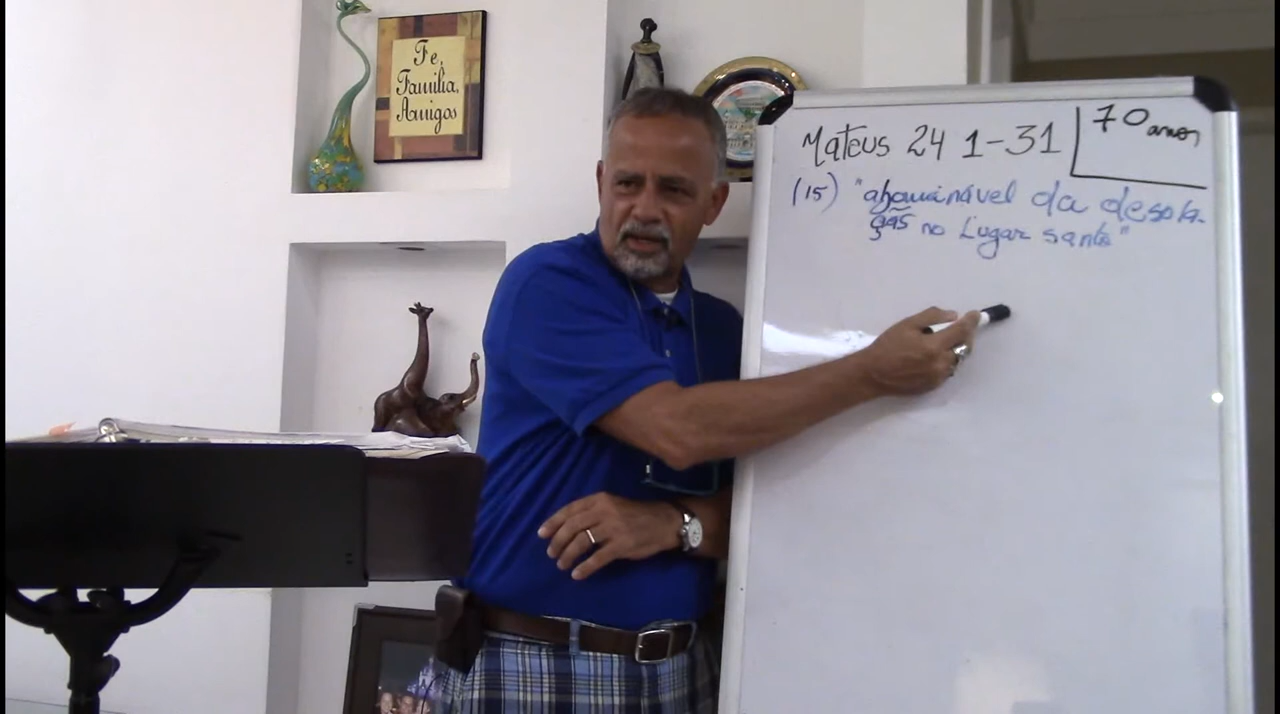 Fe,
Familia,
Amigos
Mateus 24 1-31
70 anos
(15) "abominável da desola-
ção no Lugar santo"